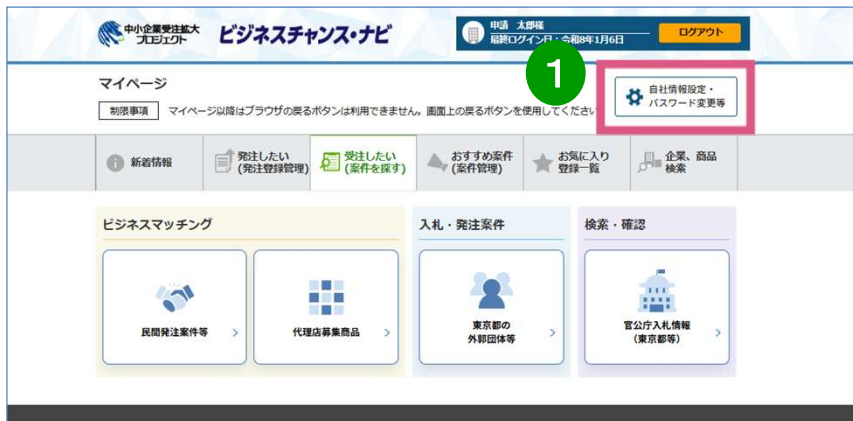 中小企業受注拡大
プロジェクト
ビジネスチャンス・ナビ
申請 太郎様
最終ログイン日：令和8年1月6日
ログアウト
マイページ
1
自社情報設定・
パスワード変更等
制限事項 マイページ以降はブラウザの戻るボタンは利用できません。画面上の戻るボタンを使用してください
新着情報
発注したい
(発注登録管理)
受注したい
(案件を探す)
おすすめ案件
(案件管理)
お気に入り
登録一覧
企業、商品
検索
ビジネスマッチング
入札・発注案件
検索・確認
民間発注案件等
代理店募集商品
東京都の
外郭団体等
官公庁入札情報
(東京都等)